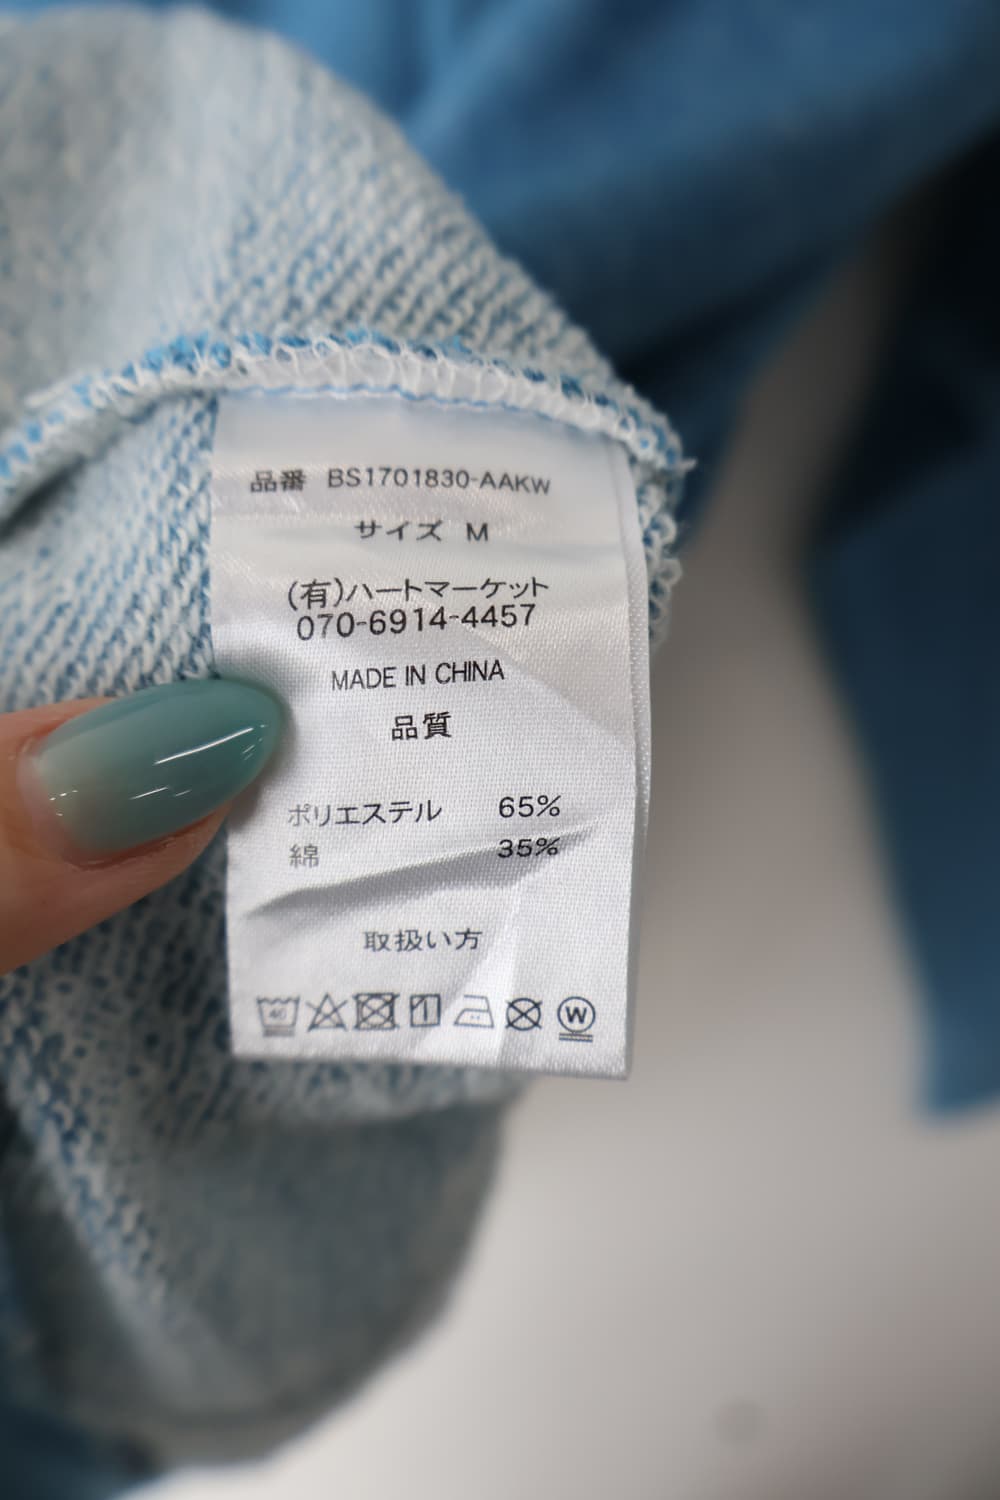 品番 BS1701830-AAKW
サイズ M
(有)ハートマーケット
070-6914-4457
MADE IN CHINA
品質
ポリエステル 65%
綿 35%
取扱い方
40 W